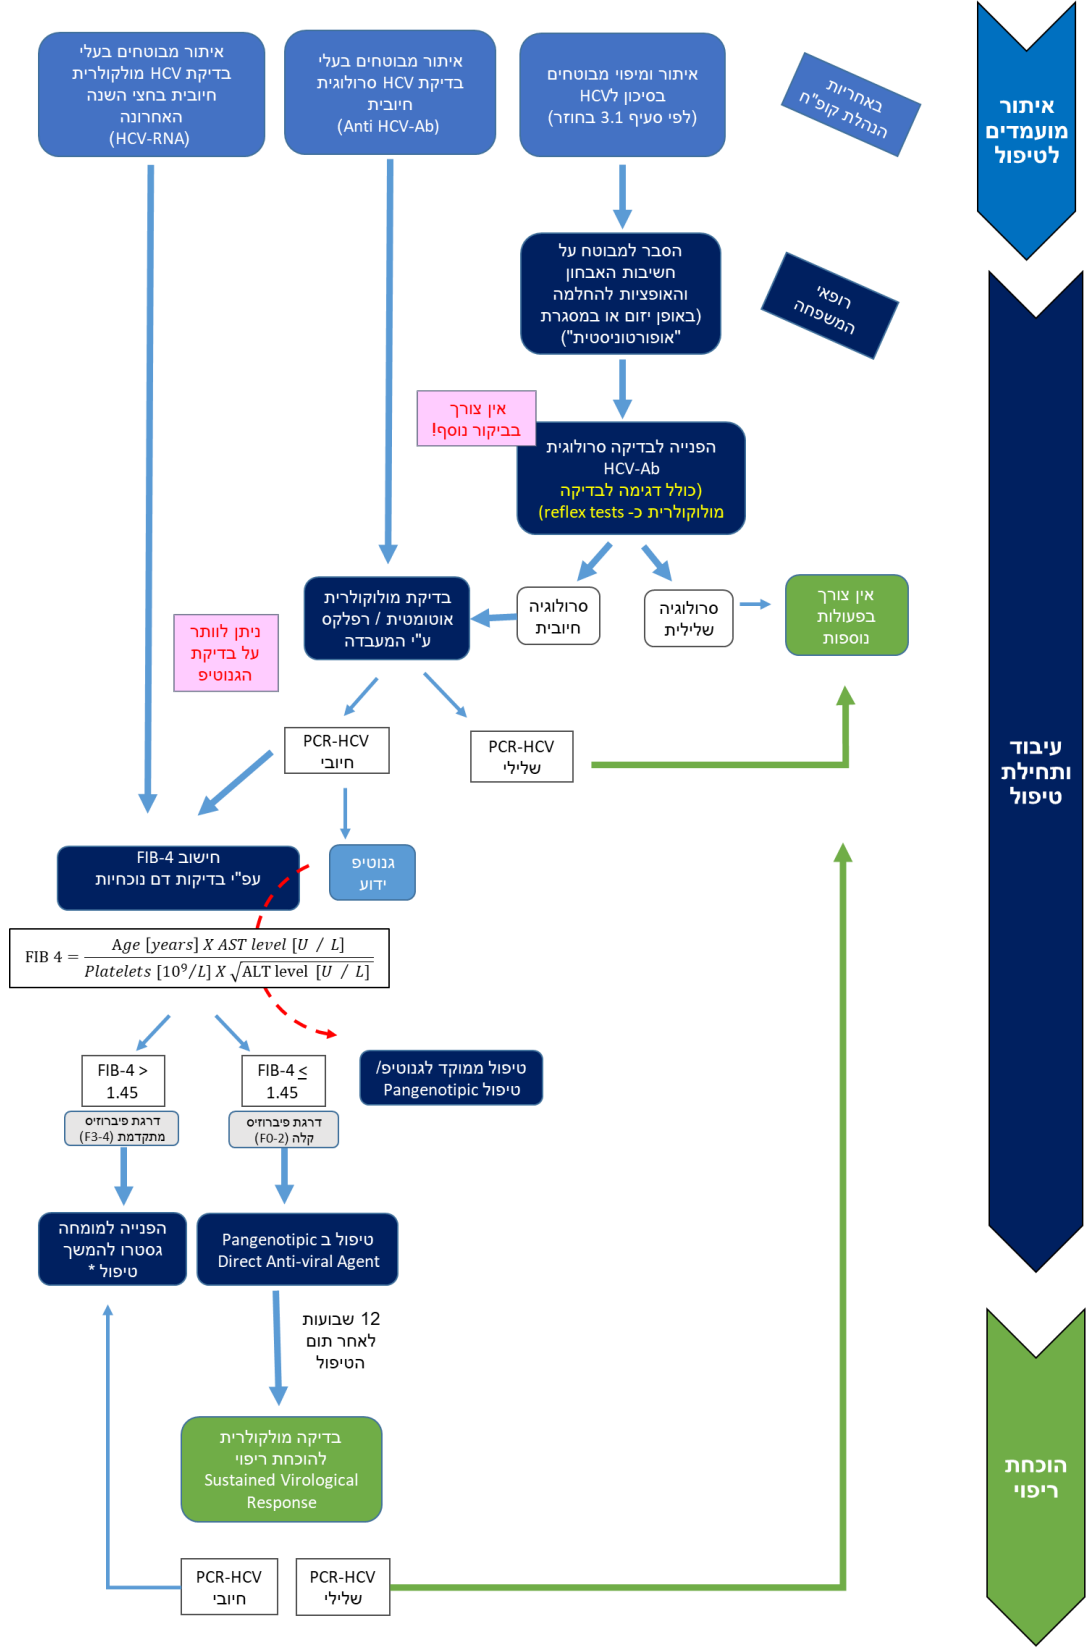 איתור
מועמדים
לטיפול
באחריות
הנהלת קופ"ח
איתור ומיפוי מבוטחים
בסיכון לHCV
(לפי סעיף 3.1 בחוזר)
איתור מבוטחים בעלי
בדיקת HCV סרולוגית
חיובית
(Anti HCV-Ab)
איתור מבוטחים בעלי
בדיקת HCV מולקולרית
חיובית בחצי השנה
האחרונה
(HCV-RNA)
רופאי
המשפחה
הסבר למבוטח על
חשיבות האבחון
והאופציות להחלמה
(באופן יזום או במסגרת
"אופורטוניסטית")
אין צורך
בביקור נוסף!
הפנייה לבדיקה סרולוגית
HCV-Ab
(כולל דגימה לבדיקה
מולוקולרית כ- reflex tests)
אין צורך
בפעולות
נוספות
סרולוגיה
שלילית
סרולוגיה
חיובית
בדיקת מולוקולרית
אוטומטית / רפלקס
ע"י המעבדה
ניתן לוותר
על בדיקת
הגנוטיפ
PCR-HCV
שלילי
PCR-HCV
חיובי
עיבוד
ותחילת
טיפול
גנוטיפ
ידוע
חישוב FIB-4
עפ"י בדיקות דם נוכחיות
FIB 4 = Age [years] X AST level [U / L] / Platelets [10⁹/L] X √ALT level [U / L]
טיפול ממוקד לגנוטיפ/
טיפול Pangenotipic
FIB-4 ≤
1.45
FIB-4 >
1.45
דרגת פיברוזיס
קלה (F0-2)
דרגת פיברוזיס
מתקדמת (F3-4)
טיפול ב Pangenotipic
Direct Anti-viral Agent
הפנייה למומחה
גסטרו להמשך
טיפול *
12 שבועות
לאחר תום
הטיפול
הוכחת
ריפוי
בדיקה מולקולרית
להוכחת ריפוי
Sustained Virological
Response
PCR-HCV
שלילי
PCR-HCV
חיובי